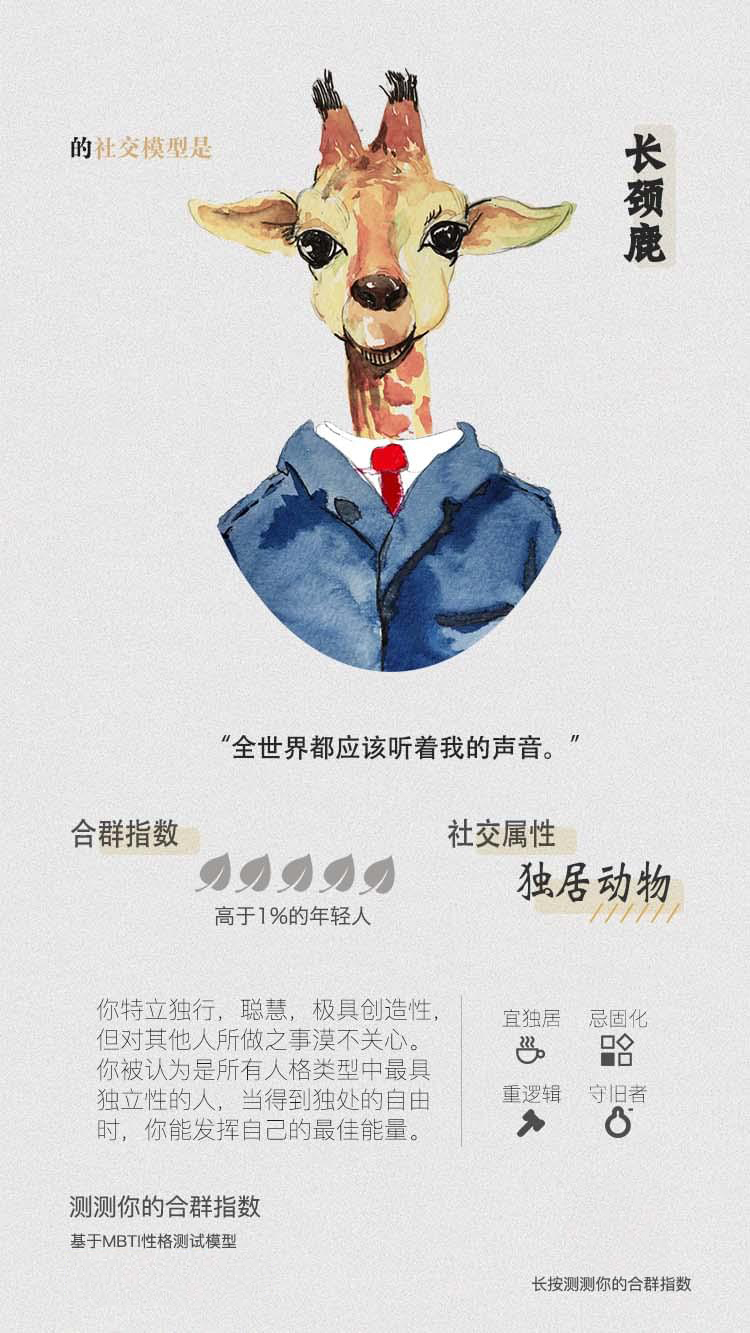 的社交模型是
长颈鹿
“全世界都应该听着我的声音。”
合群指数
高于1%的年轻人
社交属性
独居动物
你特立独行，聪慧，极具创造性，
但对其他人所做之事漠不关心。
你被认为是所有人格类型中最具
独立性的人，当得到独处的自由
时，你能发挥自己的最佳能量。
宜独居 忌固化
重逻辑 守旧者
测测你的合群指数
基于MBTI性格测试模型
长按测测你的合群指数